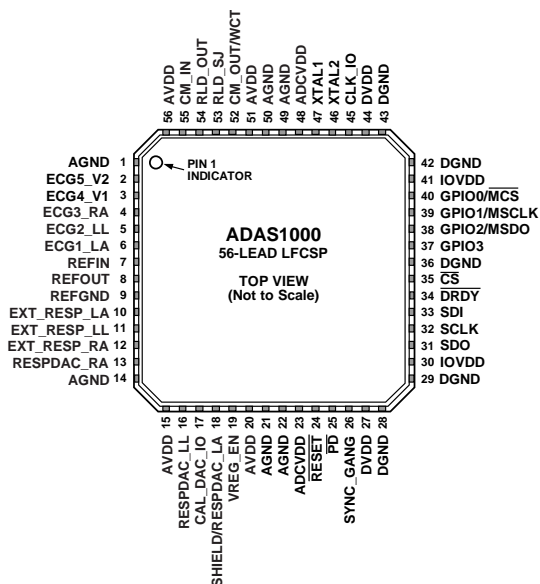 56 AVDD
55 CM_IN
54 RLD_OUT
53 RLD_SJ
52 CM_OUT/WCT
51 AVDD
50 AGND
49 AGND
48 ADCVDD
47 XTAL1
46 XTAL2
45 CLK_IO
44 DVDD
43 DGND
AGND 1
ECG5_V2 2
ECG4_V1 3
ECG3_RA 4
ECG2_LL 5
ECG1_LA 6
REFIN 7
REFOUT 8
REFGND 9
EXT_RESP_LA 10
EXT_RESP_LL 11
EXT_RESP_RA 12
RESPDAC_RA 13
AGND 14
PIN 1
INDICATOR
ADAS1000
56-LEAD LFCSP
TOP VIEW
(Not to Scale)
42 DGND
41 IOVDD
40 GPIO0/MCS
39 GPIO1/MSCLK
38 GPIO2/MSDO
37 GPIO3
36 DGND
35 CS
34 DRDY
33 SDI
32 SCLK
31 SDO
30 IOVDD
29 DGND
AVDD 15
RESPDAC_LL 16
CAL_DAC_IO 17
SHIELD/RESPDAC_LA 18
VREG_EN 19
AVDD 20
AGND 21
AGND 22
ADCVDD 23
RESET 24
PD 25
SYNC_GANG 26
DVDD 27
DGND 28